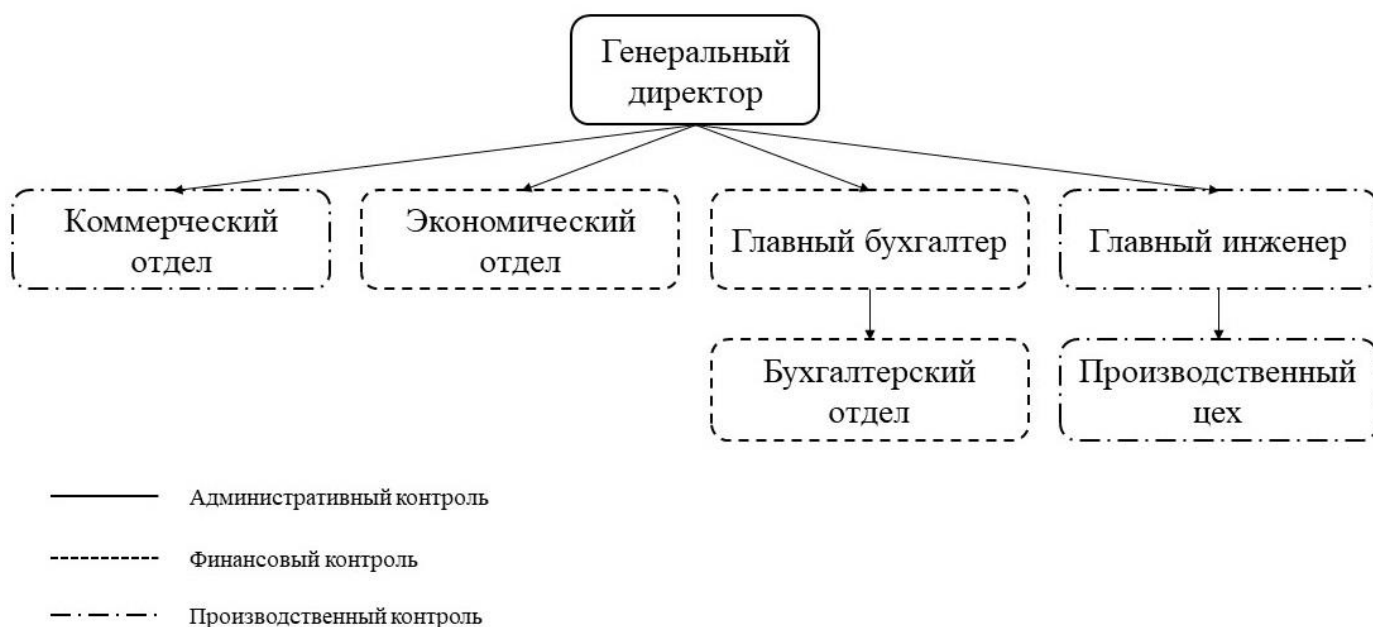 Генеральный
директор
Коммерческий
отдел
Экономический
отдел
Главный бухгалтер
Главный инженер
Бухгалтерский
отдел
Производственный
цех
Административный контроль
Финансовый контроль
Производственный контроль